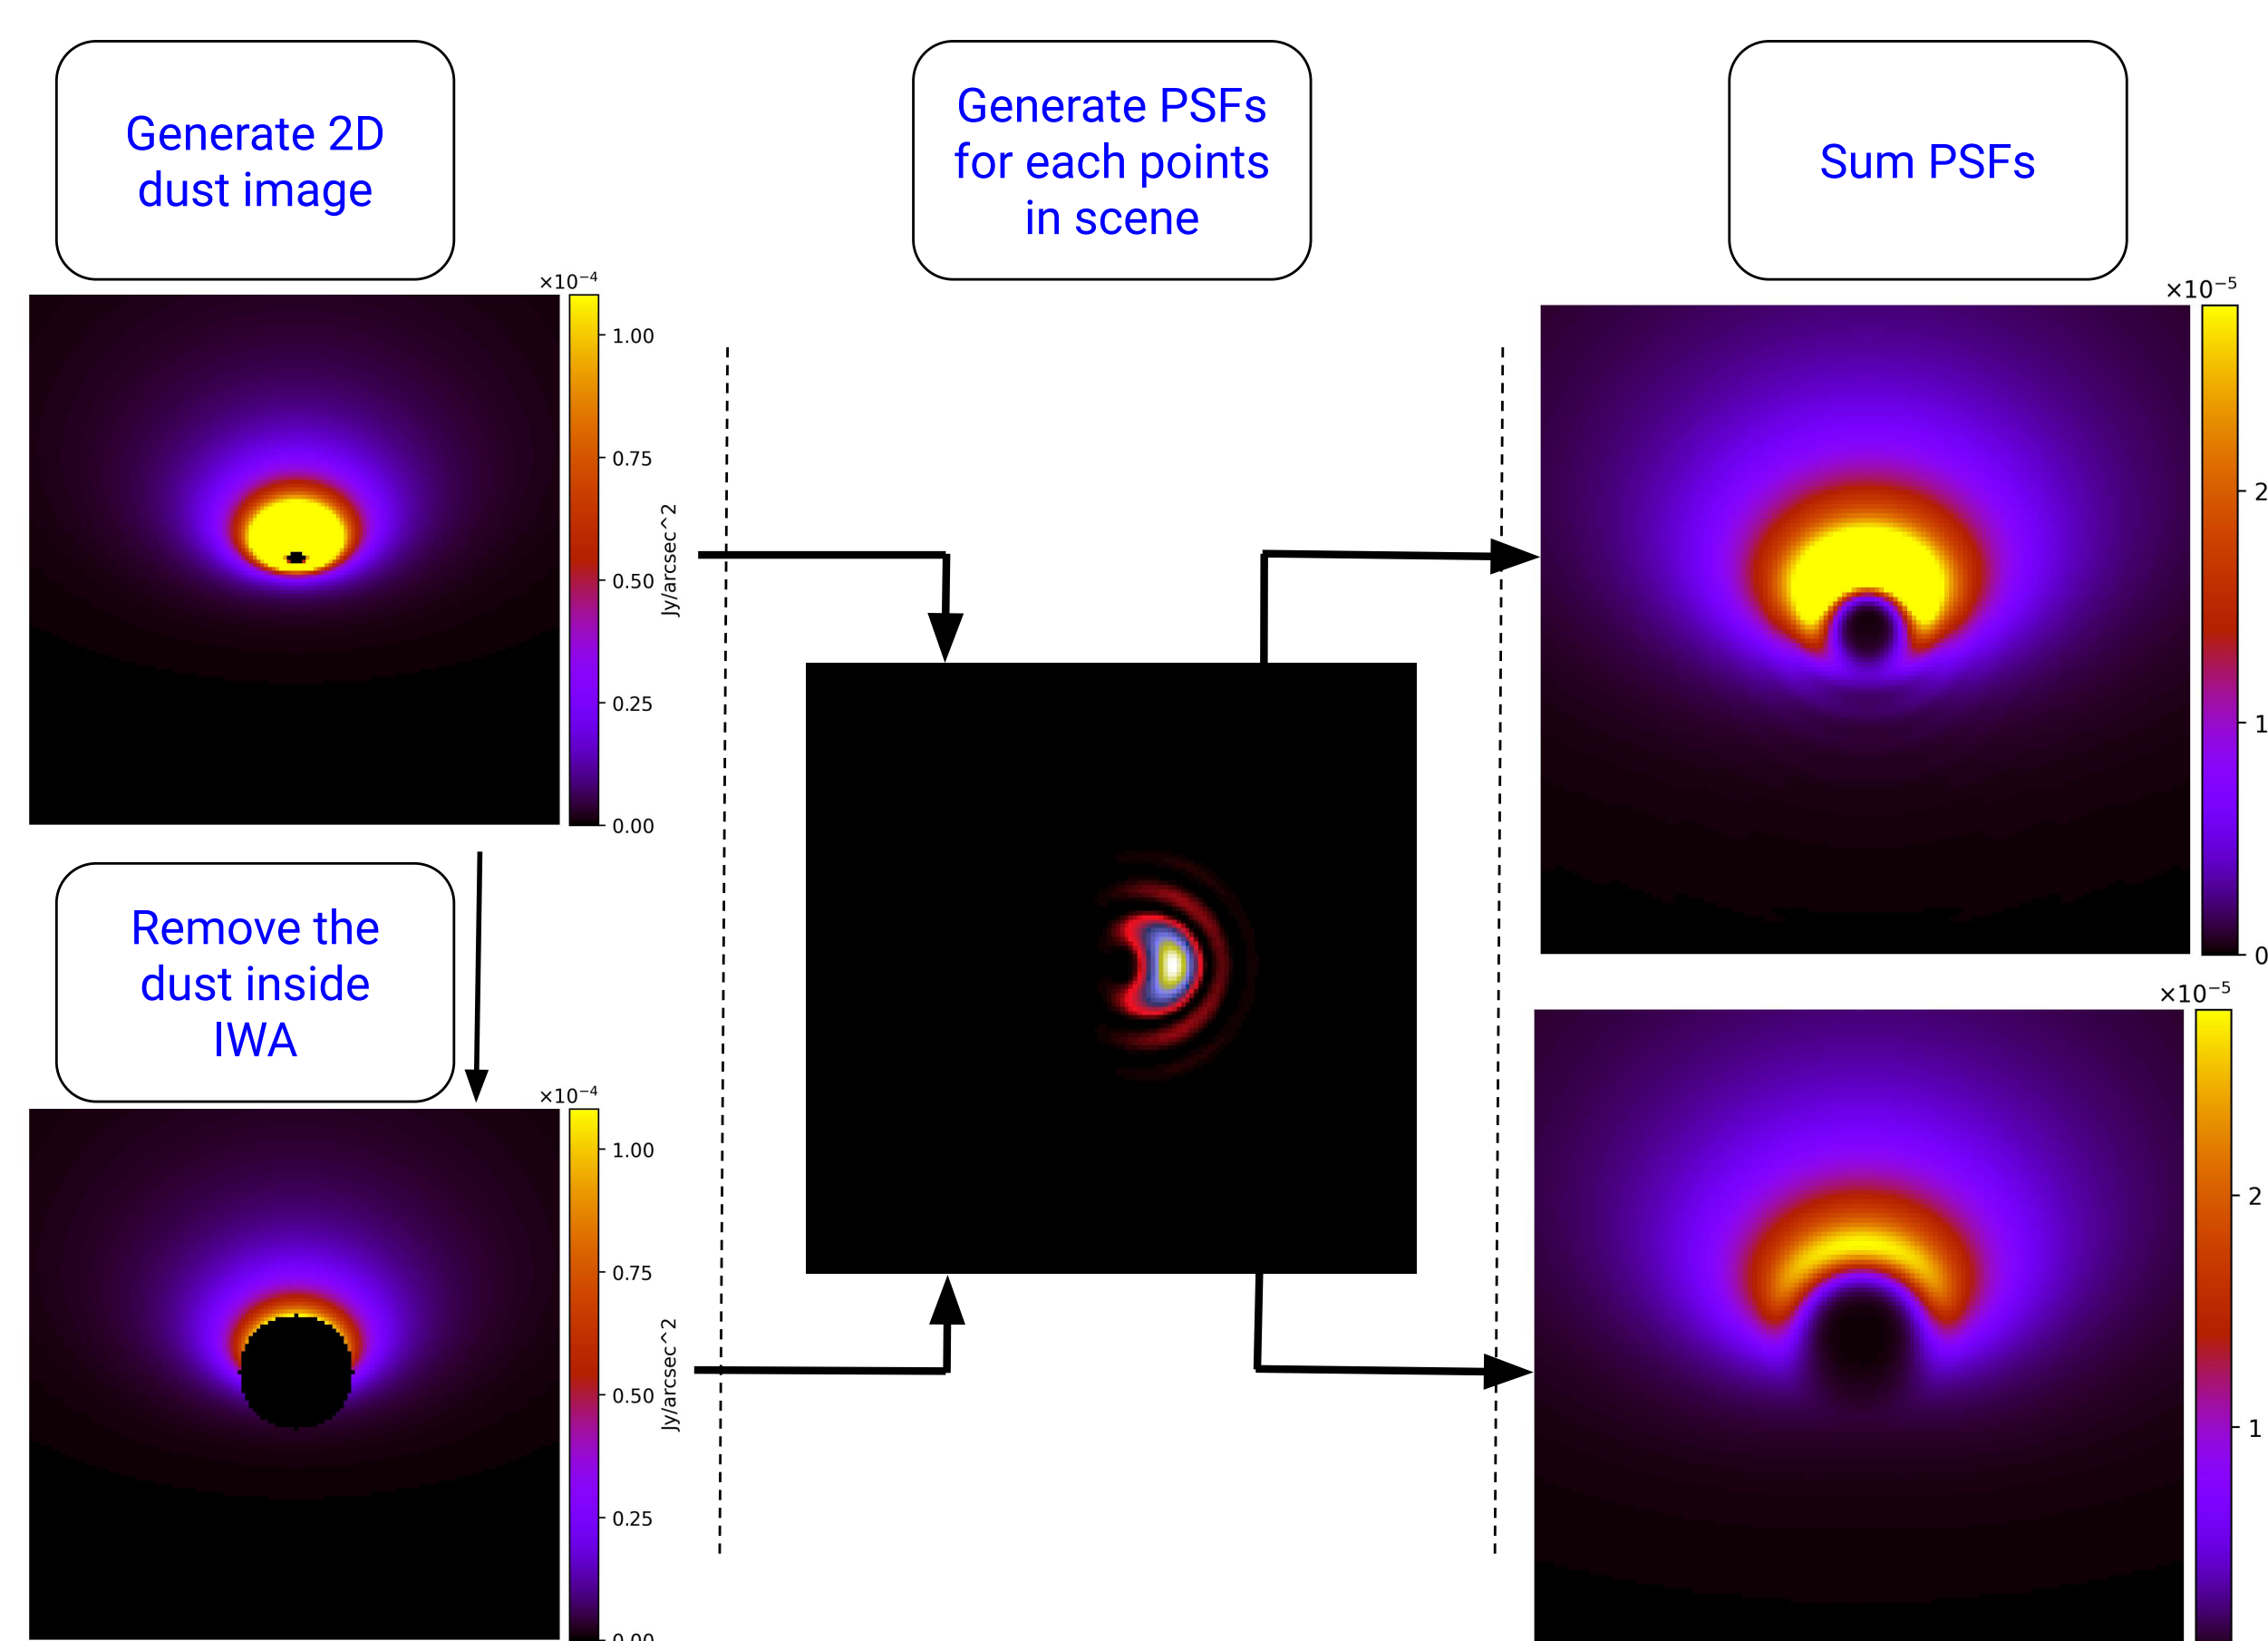 Generate 2D
dust image
Generate PSFs
for each points
in scene
Sum PSFs
×10⁻⁴
1.00
0.75
0.50
0.25
0.00
Jy/arcsec^2
×10⁻⁵
2
1
0
Remove the
dust inside
IWA
×10⁻⁴
1.00
0.75
0.50
0.25
Jy/arcsec^2
×10⁻⁵
2
1